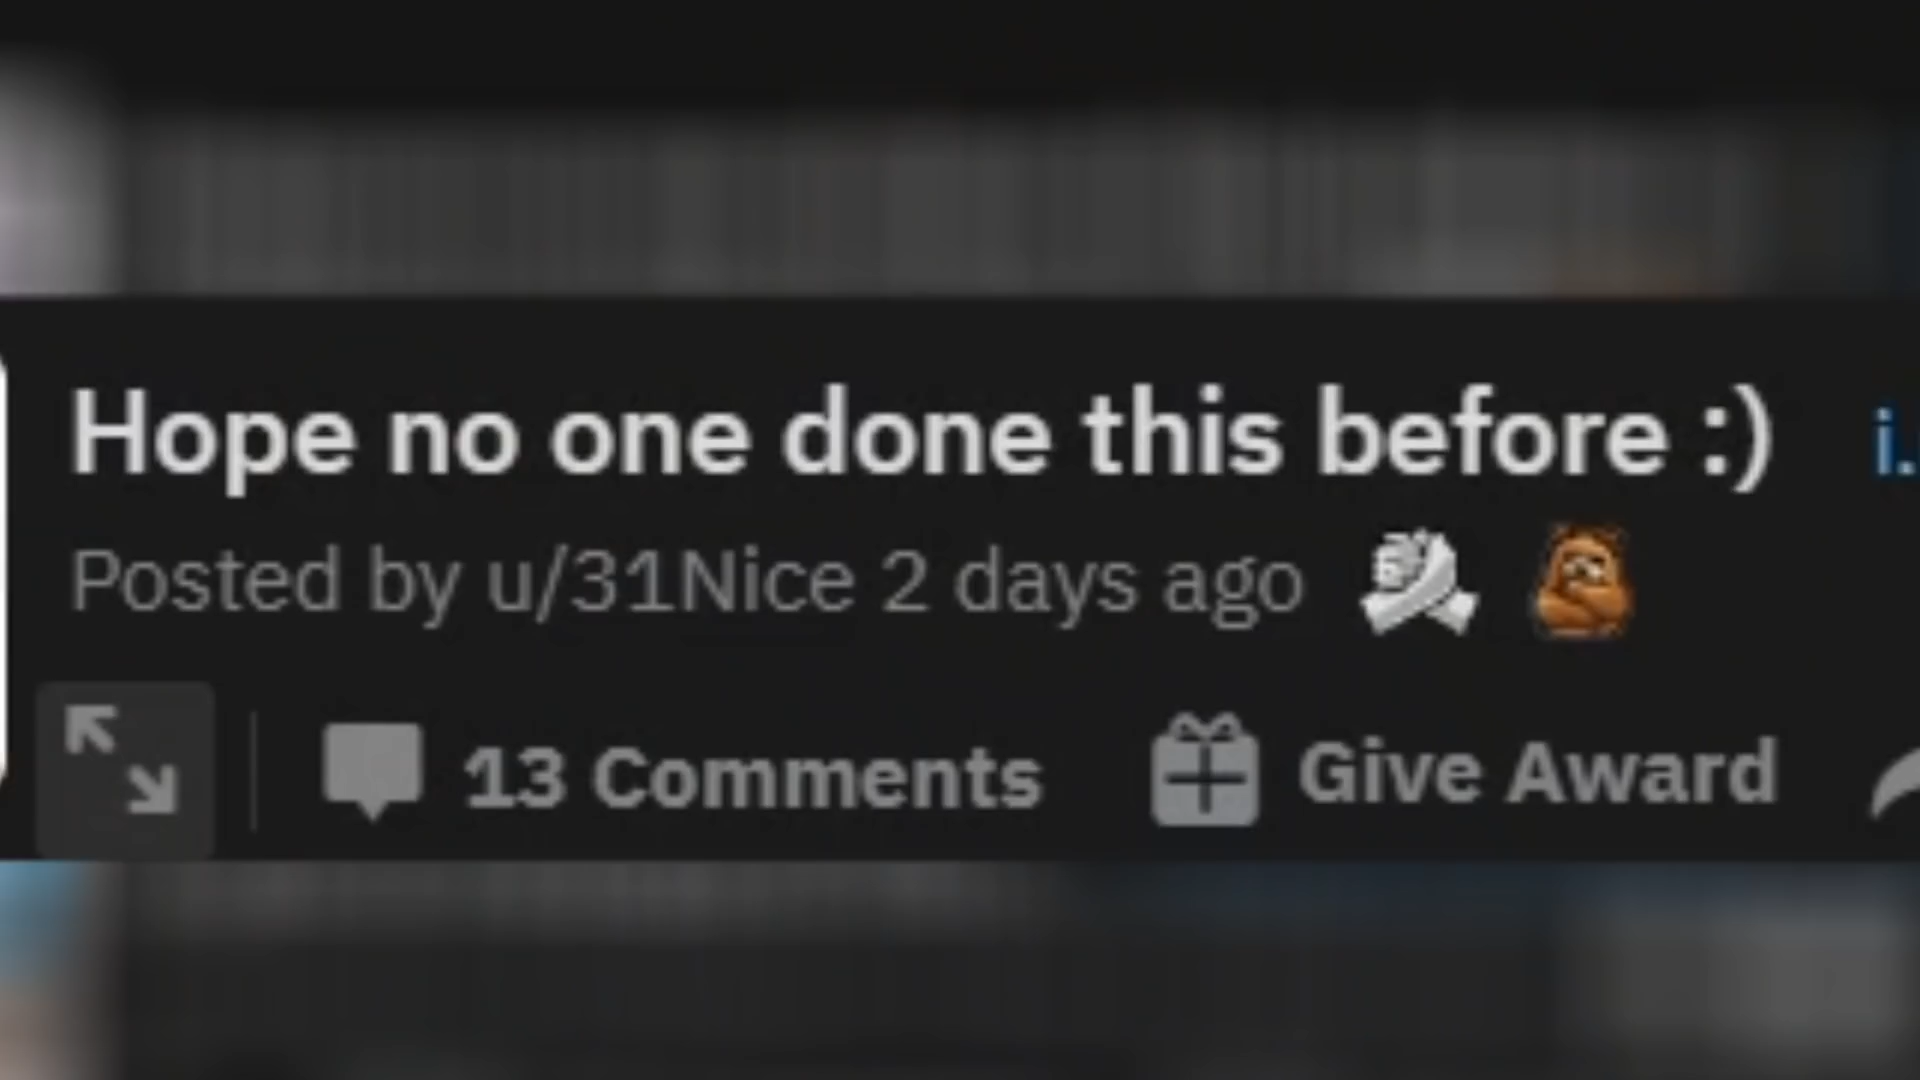 Hope no one done this before :)
i.
Posted by u/31Nice 2 days ago
13 Comments
Give Award